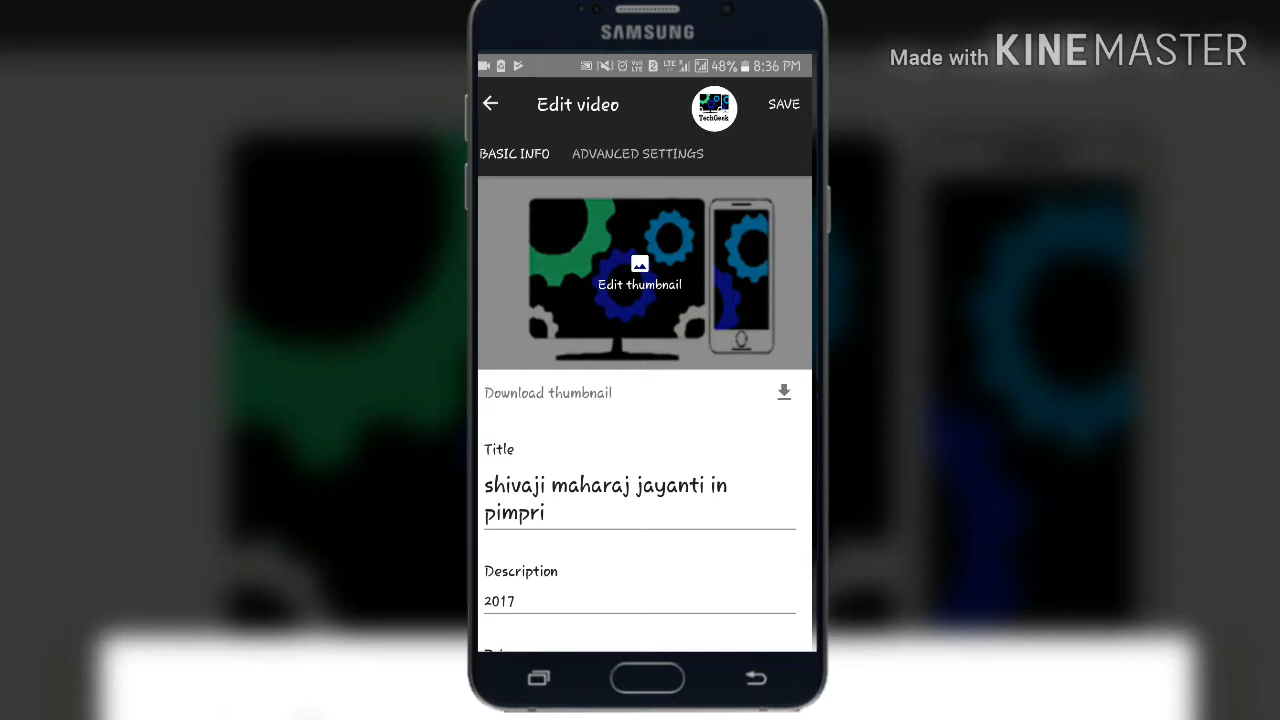 Made with KINEMASTER
SAMSUNG
48% 8:36 PM
Edit video
TechGeek
SAVE
BASIC INFO
ADVANCED SETTINGS
Edit thumbnail
Download thumbnail
Title
shivaji maharaj jayanti in
pimpri
Description
2017